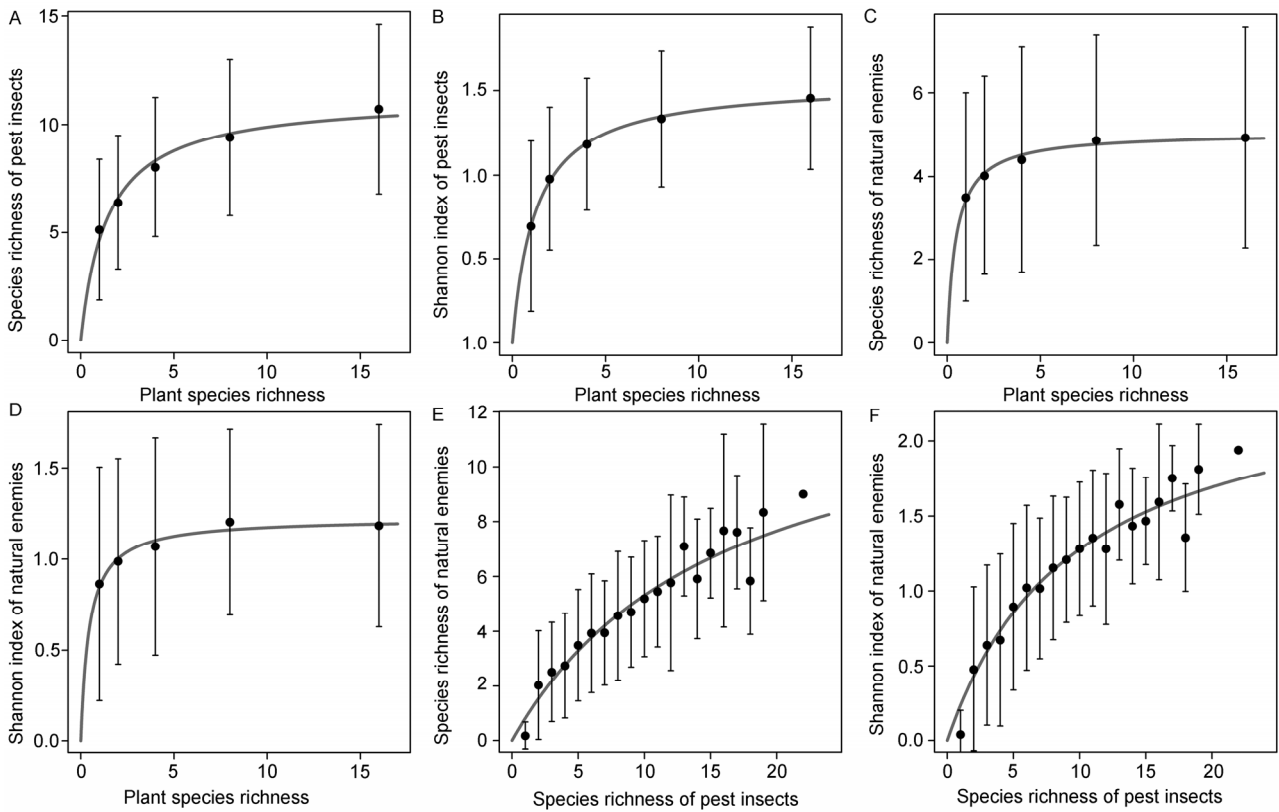 A
Species richness of pest insects
15
10
5
0
0 5 10 15
Plant species richness
B
Shannon index of pest insects
1.5
1.0
0.5
1.0
0 5 10 15
Plant species richness
C
Species richness of natural enemies
6
4
2
0
0 5 10 15
Plant species richness
D
Shannon index of natural enemies
1.5
1.0
0.5
0.0
0 5 10 15
Plant species richness
E
Species richness of natural enemies
12
10
8
6
4
2
0
0 5 10 15 20
Species richness of pest insects
F
Shannon index of natural enemies
2.0
1.5
1.0
0.5
0.0
0 5 10 15 20
Species richness of pest insects